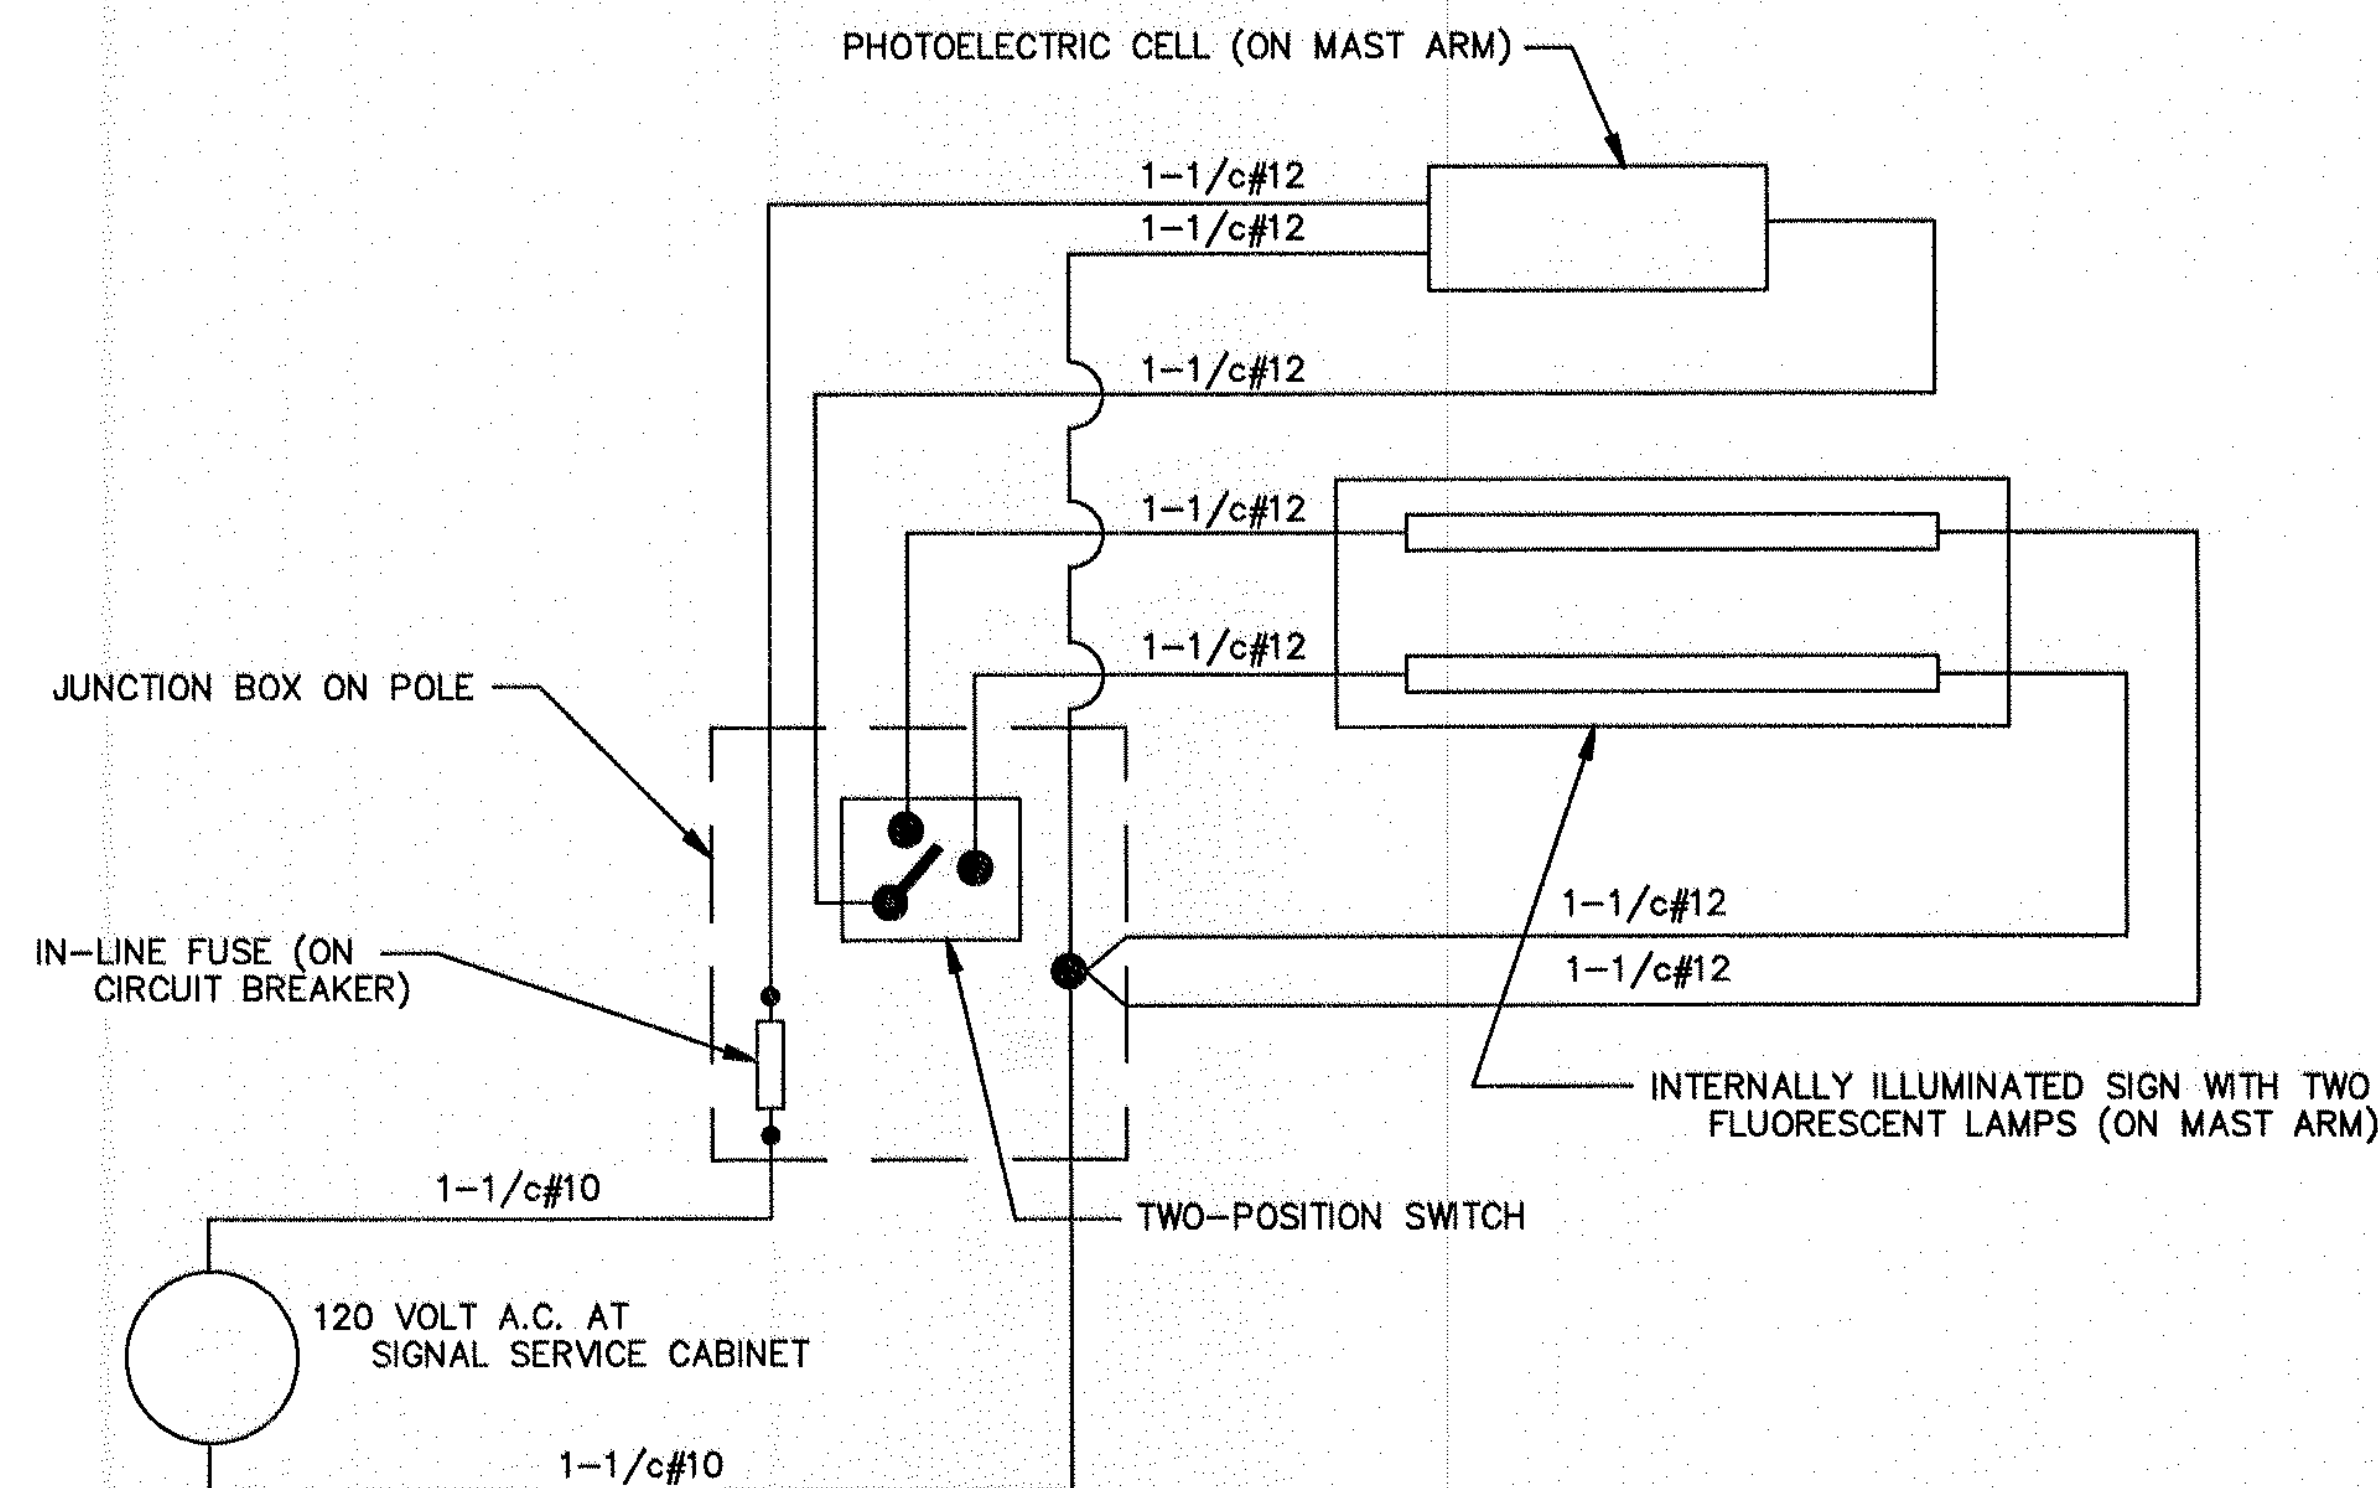 PHOTOELECTRIC CELL (ON MAST ARM)
1-1/c#12
1-1/c#12
1-1/c#12
1-1/c#12
1-1/c#12
JUNCTION BOX ON POLE
1-1/c#12
IN-LINE FUSE (ON
CIRCUIT BREAKER)
1-1/c#12
INTERNALLY ILLUMINATED SIGN WITH TWO
FLUORESCENT LAMPS (ON MAST ARM)
1-1/c#10
TWO-POSITION SWITCH
120 VOLT A.C. AT
SIGNAL SERVICE CABINET
1-1/c#10